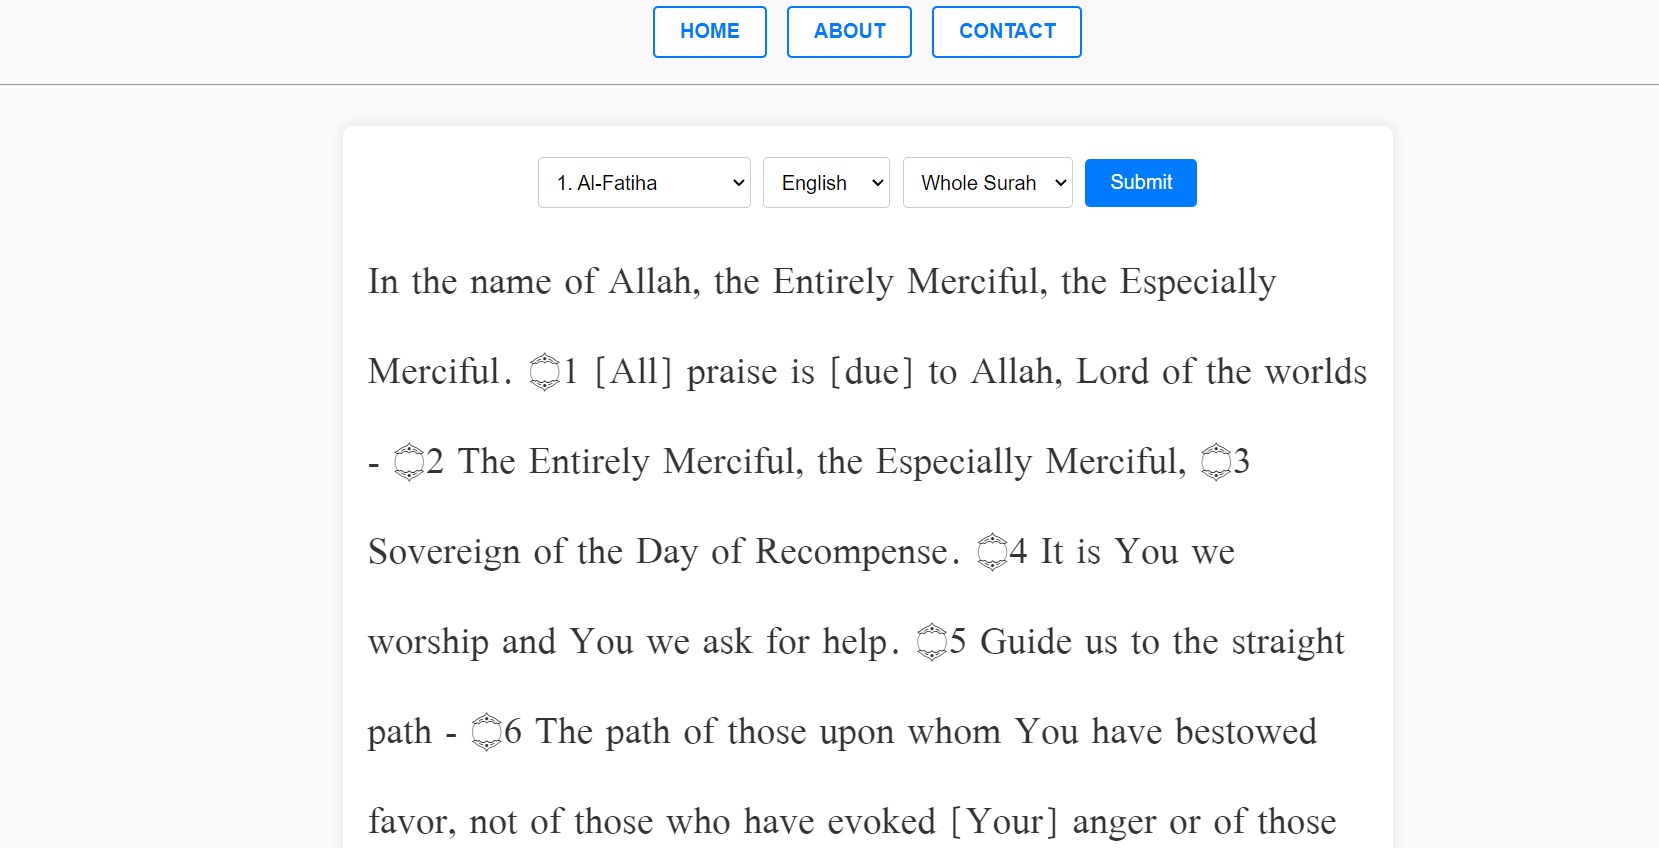 HOME ABOUT CONTACT
1. Al-Fatiha English Whole Surah Submit
In the name of Allah, the Entirely Merciful, the Especially
Merciful. ۝1 [All] praise is [due] to Allah, Lord of the worlds
- ۝2 The Entirely Merciful, the Especially Merciful, ۝3
Sovereign of the Day of Recompense. ۝4 It is You we
worship and You we ask for help. ۝5 Guide us to the straight
path - ۝6 The path of those upon whom You have bestowed
favor, not of those who have evoked [Your] anger or of those